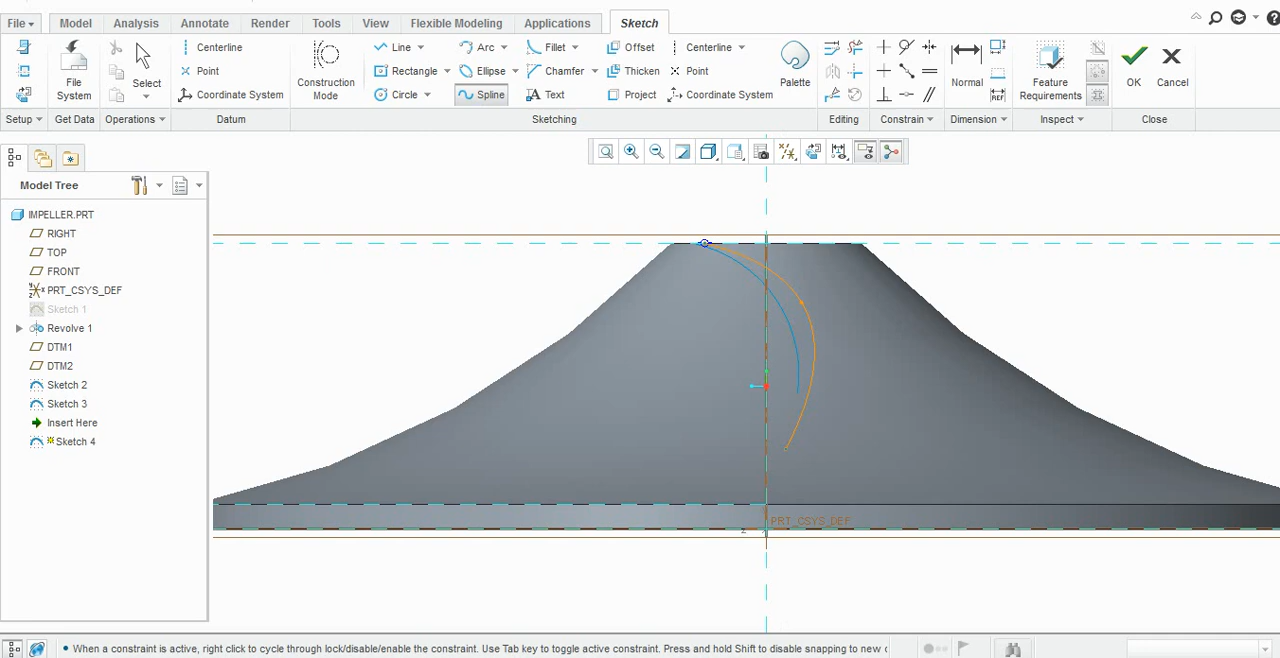 File Model Analysis Annotate Render Tools View Flexible Modeling Applications Sketch
Centerline Line Arc Fillet Offset Centerline
Point Rectangle Ellipse Chamfer Thicken Point
File System Select Coordinate System Construction Mode Circle Spline Text Project Coordinate System Palette Normal REF Feature Requirements OK Cancel
Setup Get Data Operations Datum Sketching Editing Constrain Dimension Inspect Close
Model Tree
IMPELLER.PRT
RIGHT
TOP
FRONT
PRT_CSYS_DEF
Sketch 1
Revolve 1
DTM1
DTM2
Sketch 2
Sketch 3
Insert Here
Sketch 4
PRT_CSYS_DEF
Z
When a constraint is active, right click to cycle through lock/disable/enable the constraint. Use Tab key to toggle active constraint. Press and hold Shift to disable snapping to new